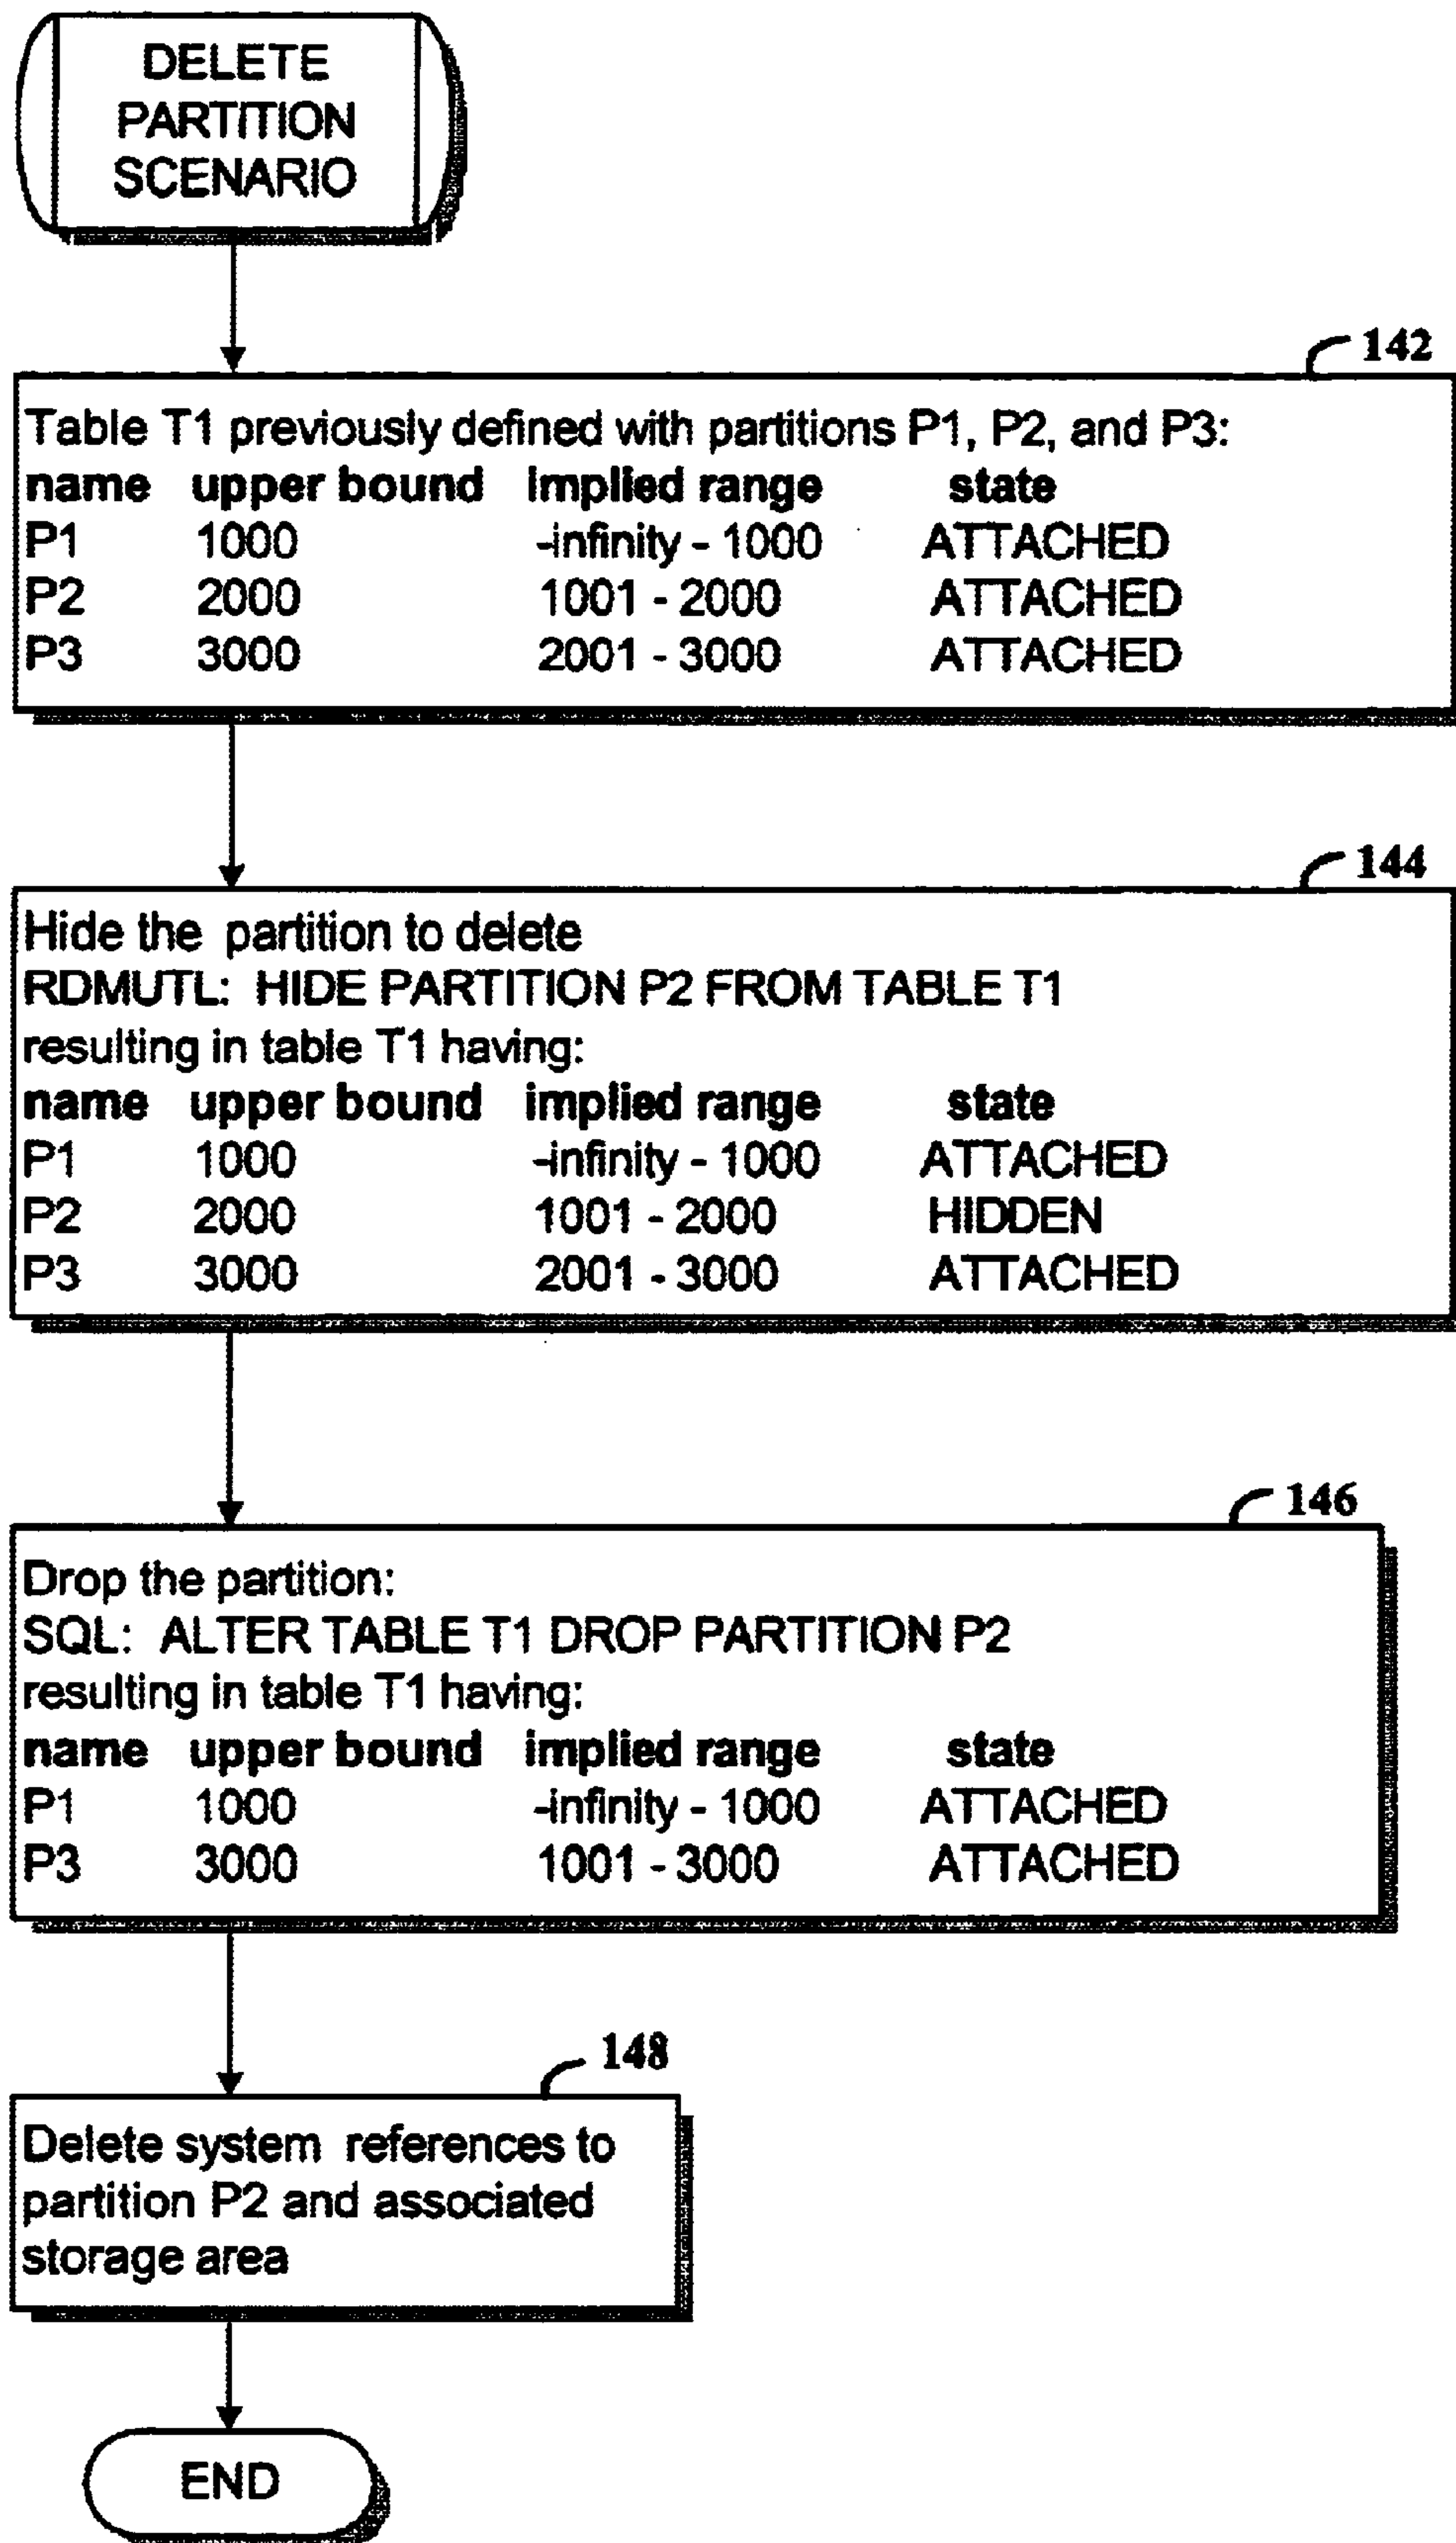 DELETE
PARTITION
SCENARIO
142
Table T1 previously defined with partitions P1, P2, and P3:
name upper bound implied range state
P1 1000 -infinity - 1000 ATTACHED
P2 2000 1001 - 2000 ATTACHED
P3 3000 2001 - 3000 ATTACHED
144
Hide the partition to delete
RDMUTL: HIDE PARTITION P2 FROM TABLE T1
resulting in table T1 having:
name upper bound implied range state
P1 1000 -infinity - 1000 ATTACHED
P2 2000 1001 - 2000 HIDDEN
P3 3000 2001 - 3000 ATTACHED
146
Drop the partition:
SQL: ALTER TABLE T1 DROP PARTITION P2
resulting in table T1 having:
name upper bound implied range state
P1 1000 -infinity - 1000 ATTACHED
P3 3000 1001 - 3000 ATTACHED
148
Delete system references to
partition P2 and associated
storage area
END